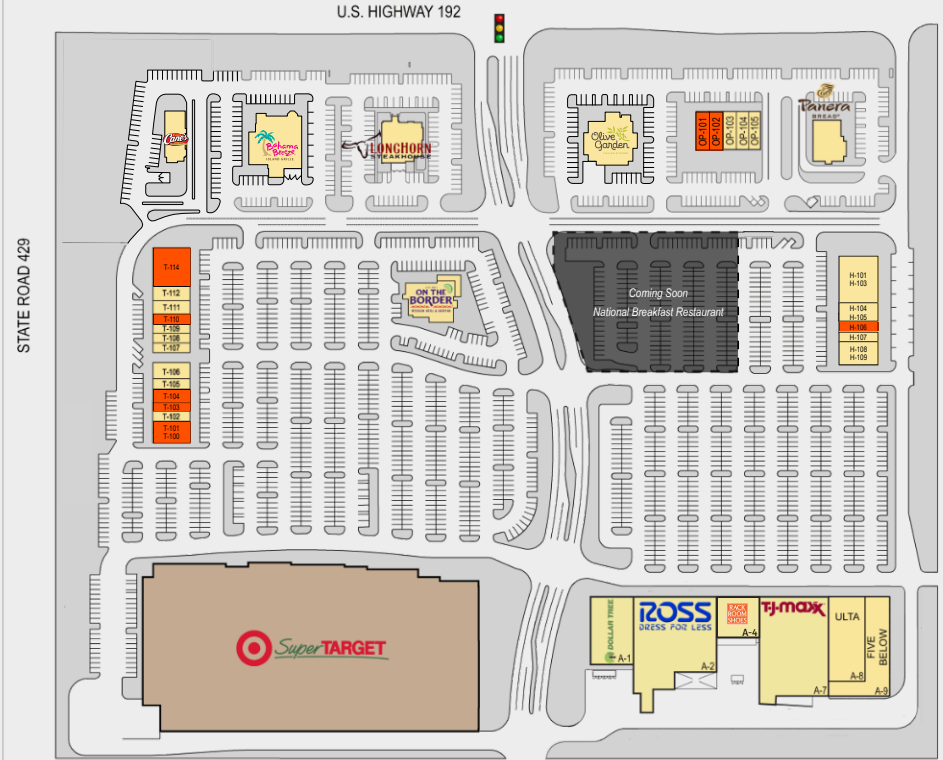 U.S. HIGHWAY 192
STATE ROAD 429
Cane's
Bahama
Breeze
ISLAND GRILLE
LONGHORN
STEAKHOUSE
Olive
Garden
OP-101
OP-102
OP-103
OP-104
OP-105
Panera
BREAD
T-114
T-112
T-111
T-110
T-109
T-108
T-107
T-106
T-105
T-104
T-103
T-102
T-101
T-100
ON THE
BORDER
Coming Soon
National Breakfast Restaurant
H-101
H-103
H-104
H-105
H-106
H-107
H-108
H-109
SuperTARGET
DOLLAR TREE
A-1
ROSS
DRESS FOR LESS
A-2
RACK
ROOM
SHOES
A-4
T·J·maxx
A-7
ULTA
A-8
FIVE
BELOW
A-9